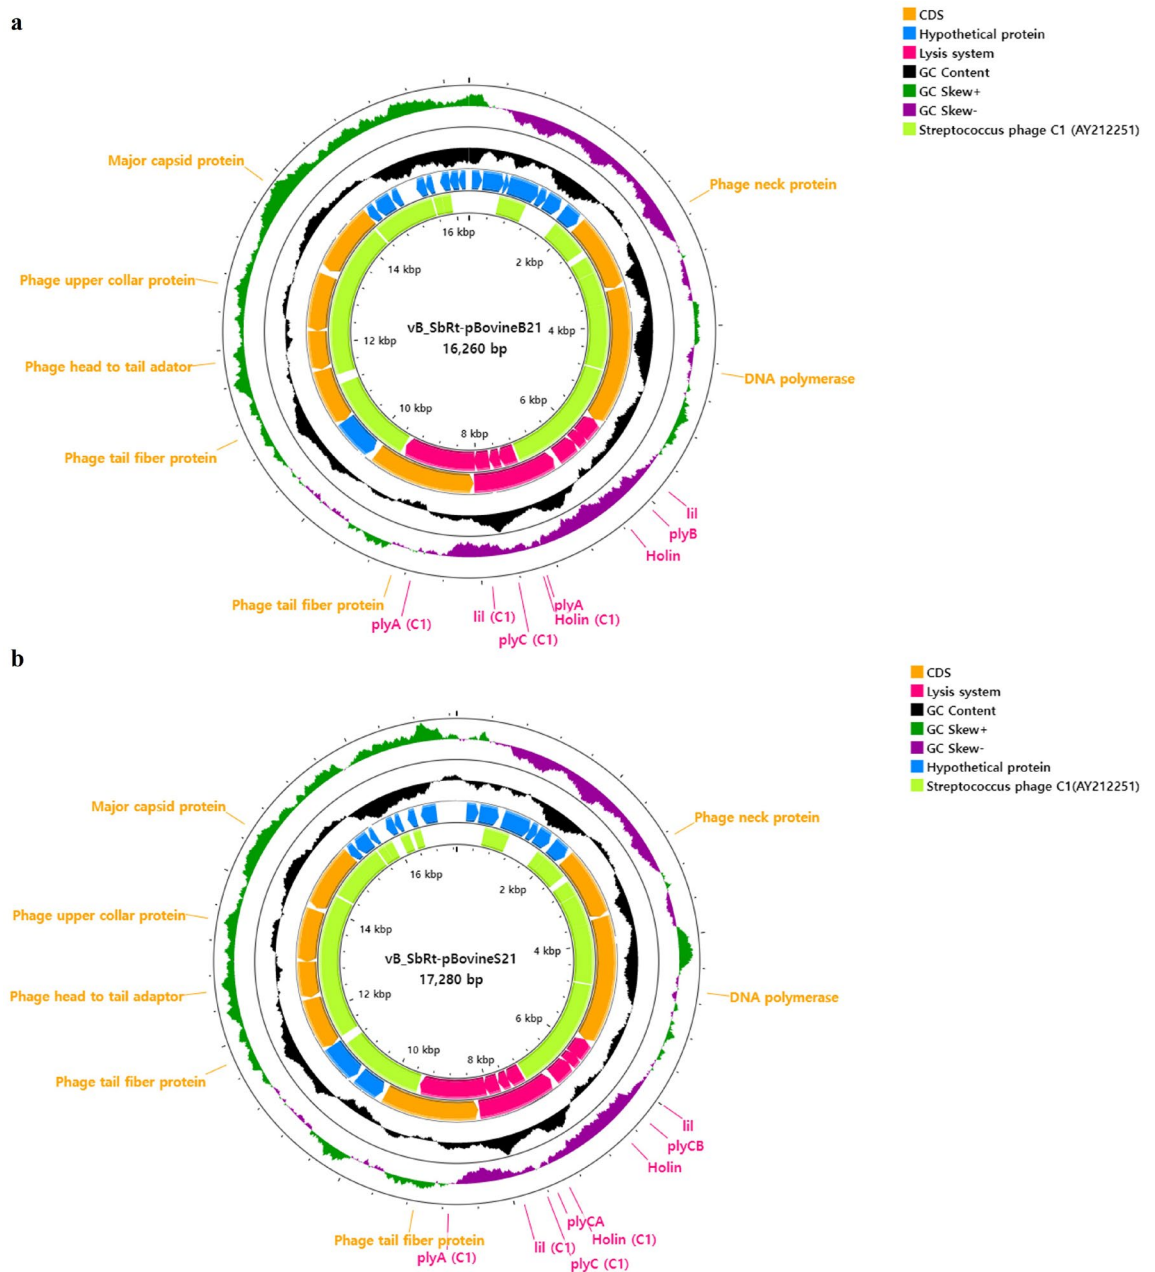 a
CDS
Hypothetical protein
Lysis system
GC Content
GC Skew+
GC Skew-
Streptococcus phage C1 (AY212251)
Major capsid protein
Phage neck protein
Phage upper collar protein
Phage head to tail adator
Phage tail fiber protein
DNA polymerase
16 kbp
14 kbp
2 kbp
vB_SbRt-pBovineB21
16,260 bp
4 kbp
12 kbp
6 kbp
10 kbp
8 kbp
lil
plyB
Holin
Phage tail fiber protein
plyA (C1)
lil (C1)
plyC (C1)
plyA
Holin (C1)
b
CDS
Lysis system
GC Content
GC Skew+
GC Skew-
Hypothetical protein
Streptococcus phage C1(AY212251)
Major capsid protein
Phage neck protein
Phage upper collar protein
Phage head to tail adaptor
Phage tail fiber protein
DNA polymerase
16 kbp
2 kbp
14 kbp
4 kbp
vB_SbRt-pBovineS21
17,280 bp
12 kbp
6 kbp
10 kbp
8 kbp
lil
plyCB
Holin
plyCA
Holin (C1)
Phage tail fiber protein
plyA (C1)
lil (C1)
plyC (C1)